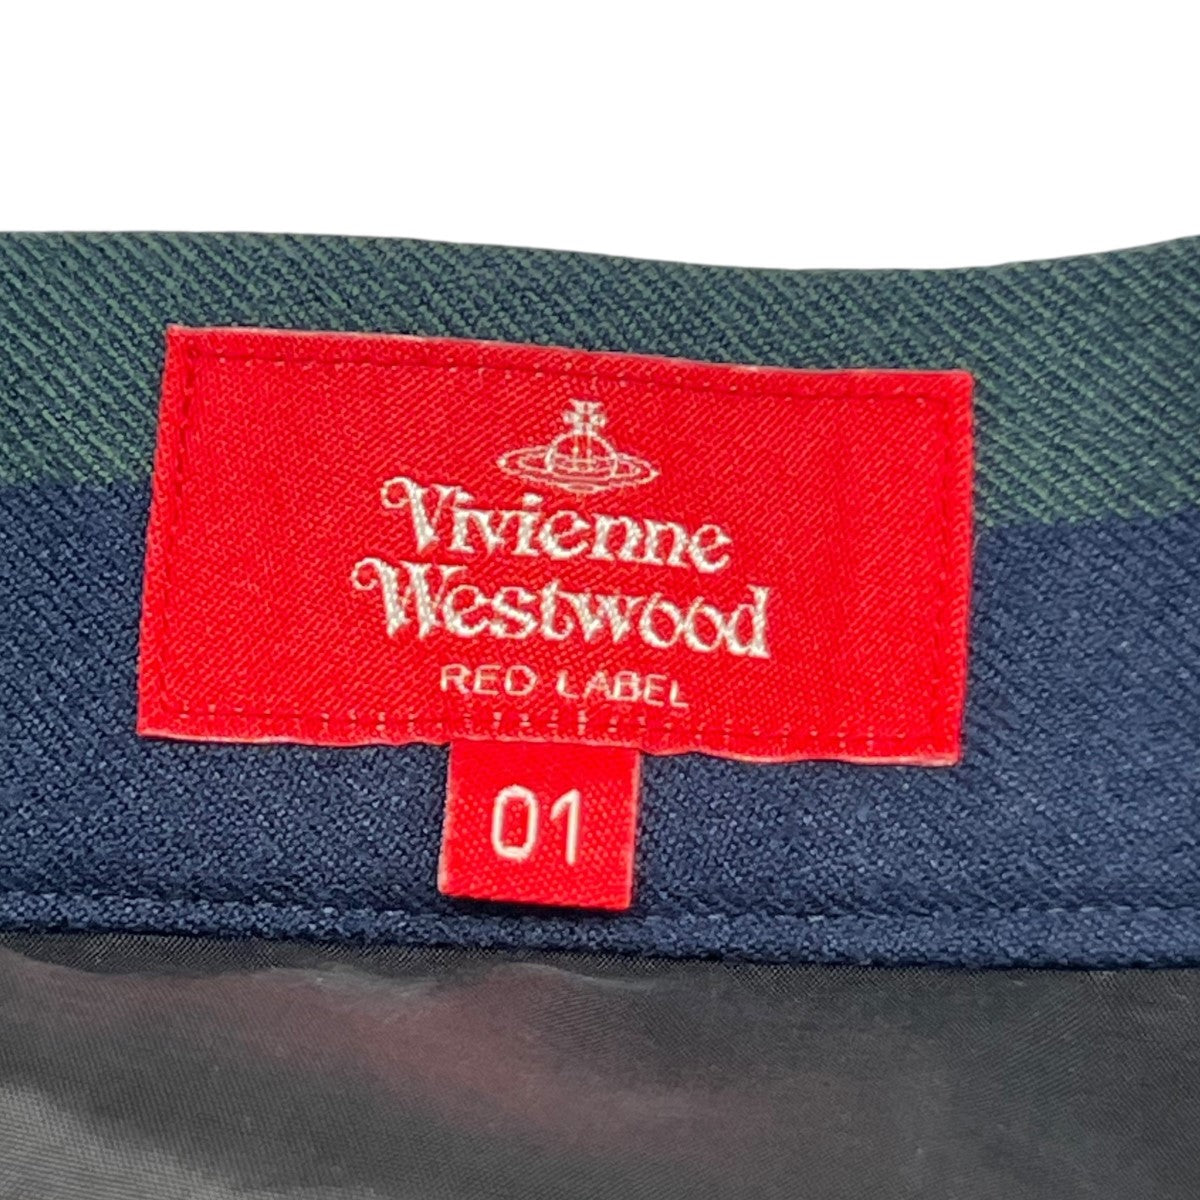 Vivienne
Westwood
RED LABEL
01